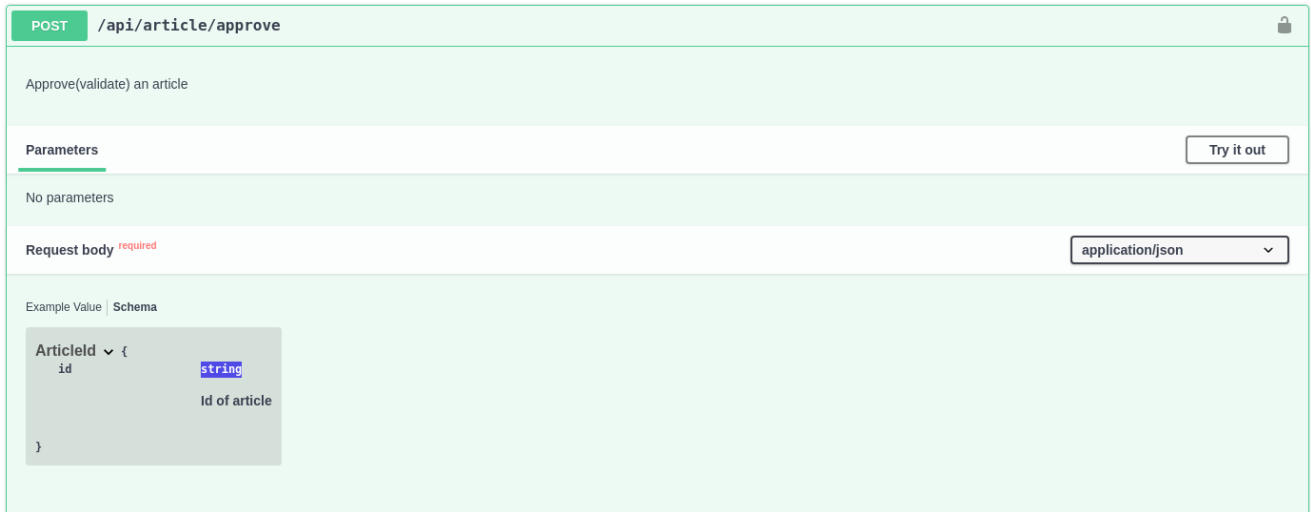 POST /api/article/approve
Approve(validate) an article
Parameters Try it out
No parameters
Request body required application/json
Example Value Schema
ArticleId {
id string
Id of article
}